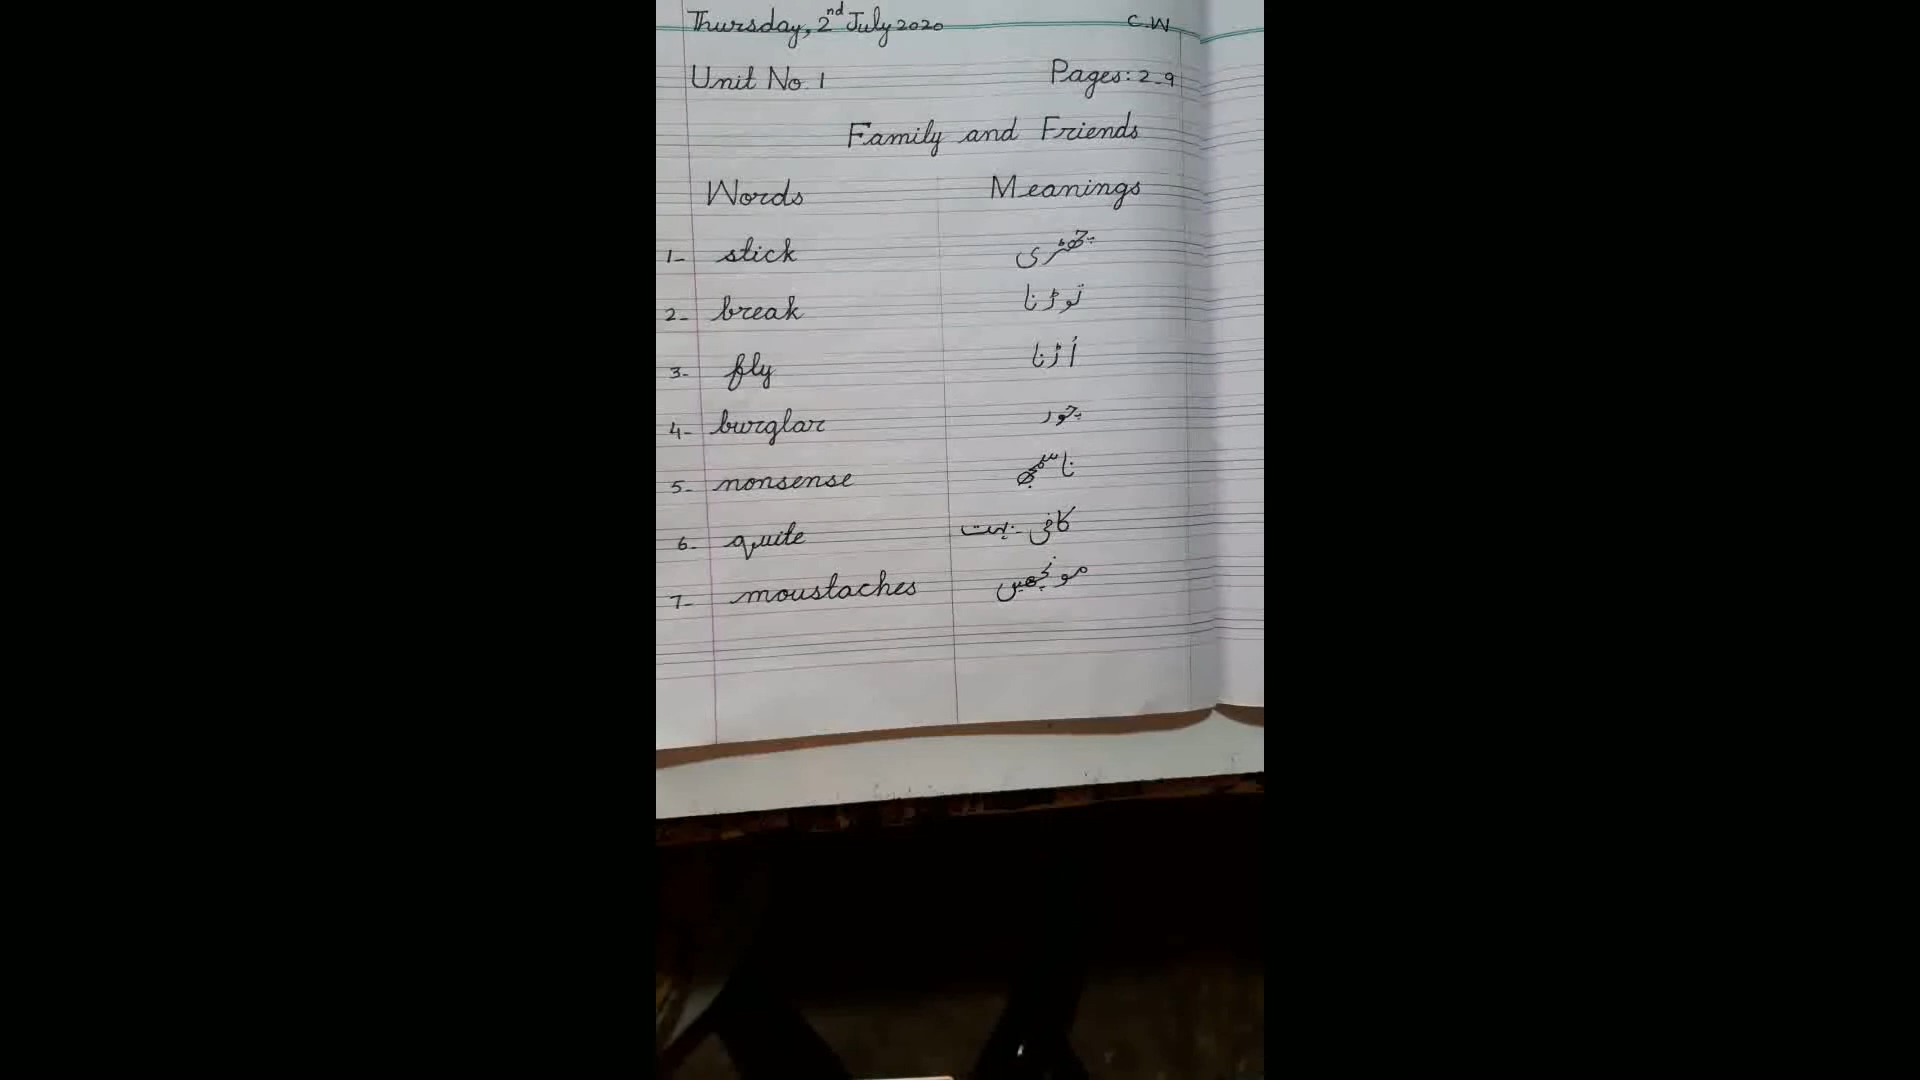 Thursday, 2nd July 2020 C.W
Unit No. 1 Pages: 2-9
Family and Friends
Words Meanings
1- stick چھڑی
2- break توڑنا
3- fly اُڑنا
4- burglar چور
5- nonsense ناسمجھ
6- quite کافی - بہت
7- moustaches مونچھیں